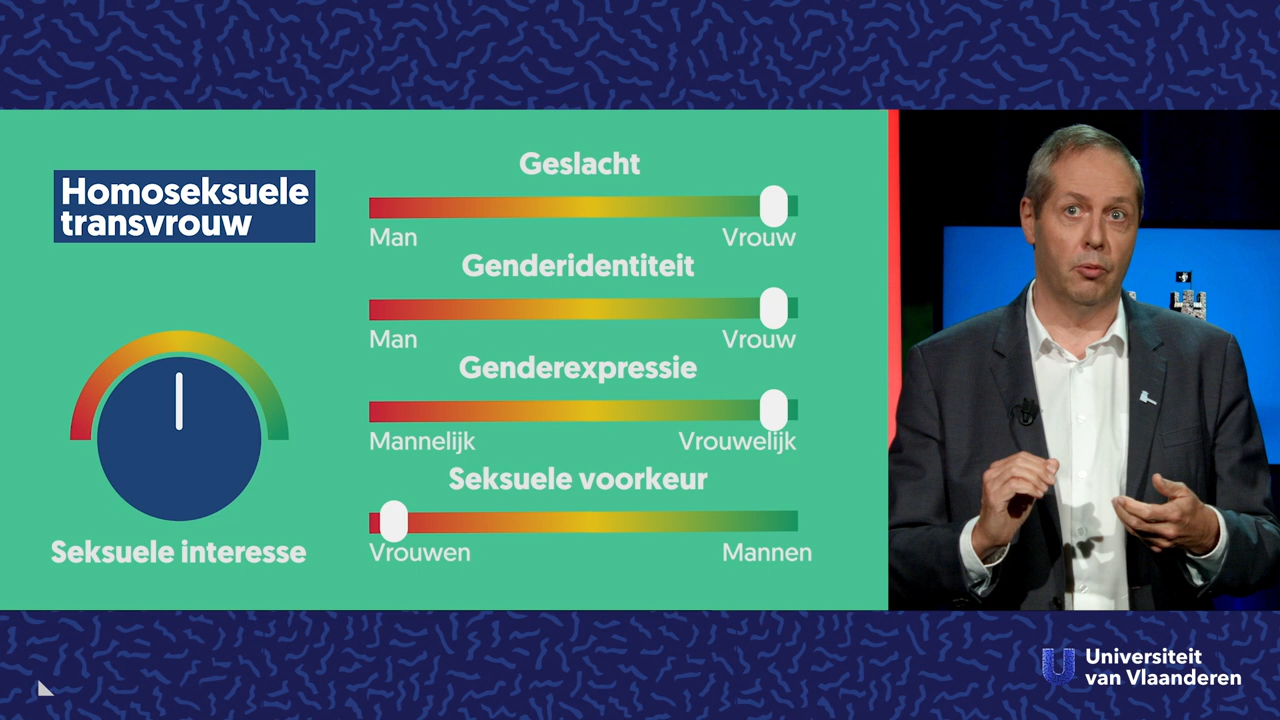 Homoseksuele
transvrouw
Geslacht
Man Vrouw
Genderidentiteit
Man Vrouw
Genderexpressie
Mannelijk Vrouwelijk
Seksuele voorkeur
Vrouwen Mannen
Seksuele interesse
Universiteit
van Vlaanderen